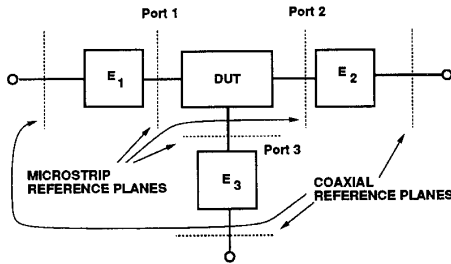 Port 1
Port 2
E1
DUT
E2
Port 3
MICROSTRIP
REFERENCE PLANES
E3
COAXIAL
REFERENCE PLANES